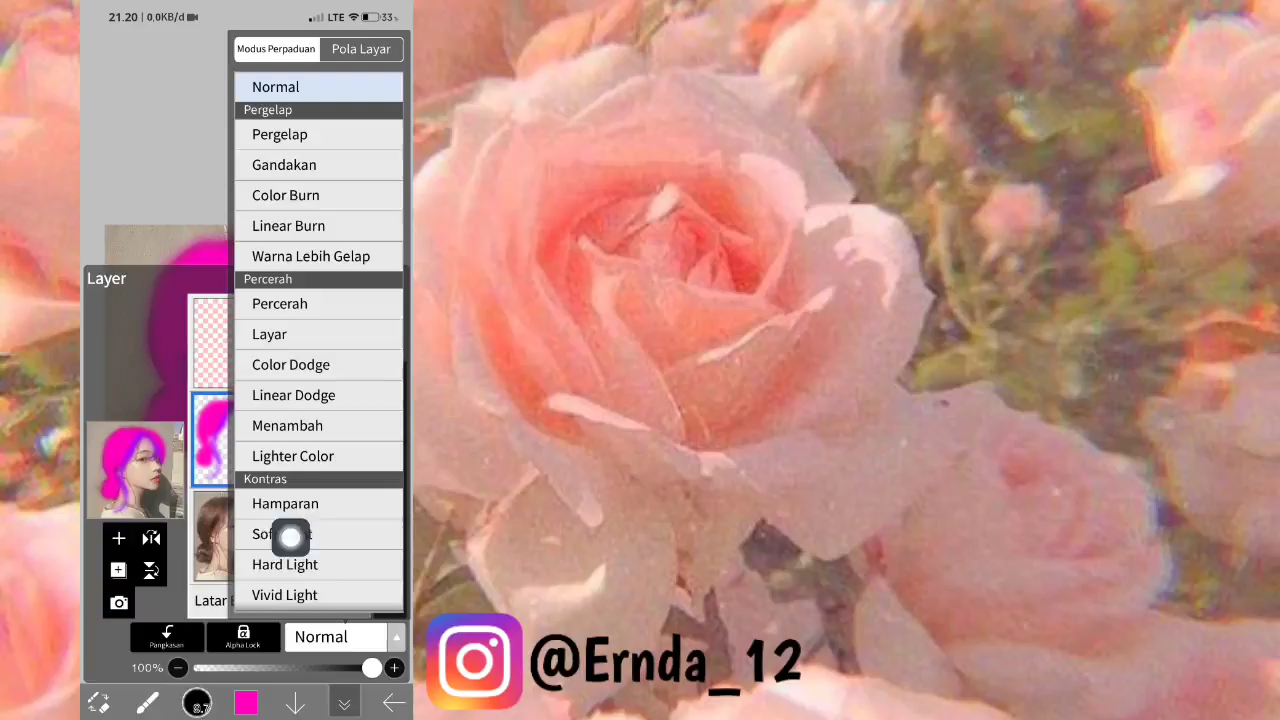 21.20 | 0,0KB/d
LTE
33
Modus Perpaduan
Pola Layar
Normal
Pergelap
Pergelap
Gandakan
Color Burn
Linear Burn
Warna Lebih Gelap
Percerah
Percerah
Layar
Color Dodge
Linear Dodge
Menambah
Lighter Color
Kontras
Hamparan
Hard Light
Vivid Light
Layer
Pangkasan
Alpha Lock
Normal
100%
8.7
@Ernda_12